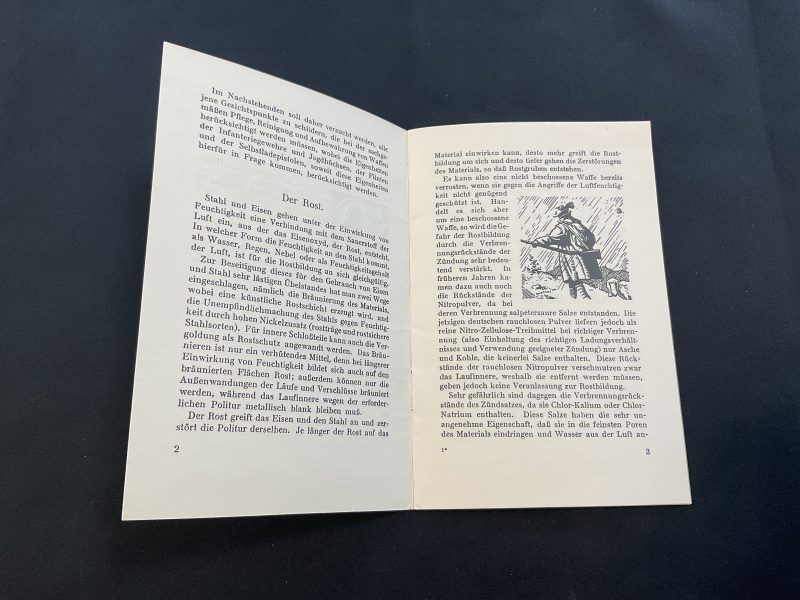 Im Nachstehenden soll daher versucht werden, alle
jene Gesichtspunkte zu schildern, die bei der sachge-
mäßen Pflege, Reinigung und Aufbewahrung von Waffen
berücksichtigt werden müssen, wobei die Eigenheiten
der Infanteriegewehre und Jagdbüchsen, der Flinten
und der Selbstladepistolen, soweit diese Eigenheiten
hierfür in Frage kommen, berücksichtigt werden.
Der Rost.
Stahl und Eisen gehen unter der Einwirkung von
Feuchtigkeit eine Verbindung mit dem Sauerstoff der
Luft ein, aus der das Eisenoxyd, der Rost, entsteht.
In welcher Form die Feuchtigkeit an den Stahl kommt,
als Wasser, Regen, Nebel oder als Feuchtigkeitsgehalt
der Luft, ist für die Rostbildung an sich gleichgültig.
Zur Beseitigung dieses für den Gebrauch von Eisen
und Stahl sehr lästigen Übelstandes hat man zwei Wege
eingeschlagen, nämlich die Bräunierung des Materials,
wobei eine künstliche Rostschicht erzeugt wird, und
die Unempfindlichmachung des Stahls gegen Feuchtig-
keit durch hohen Nickelzusatz (rostträge und rostsichere
Stahlsorten). Für innere Schloßteile kann auch die Ver-
goldung als Rostschutz angewandt werden. Das Bräu-
nieren ist nur ein verhütendes Mittel, denn bei längerer
Einwirkung von Feuchtigkeit bildet sich auch auf den
bräunierten Flächen Rost; außerdem können nur die
Außenwandungen der Läufe und Verschlüsse bräuniert
werden, während das Laufinnere wegen der erforder-
lichen Politur metallisch blank bleiben muß.
Der Rost greift das Eisen und den Stahl an und zer-
stört die Politur derselben. Je länger der Rost auf das
2
Material einwirken kann, desto mehr greift die Rost-
bildung um sich und desto tiefer gehen die Zerstörungen
des Materials, so daß Rostgruben entstehen.
Es kann also eine nicht beschossene Waffe bereits
verrosten, wenn sie gegen die Angriffe der Luftfeuchtig-
keit nicht genügend
geschützt ist. Han-
delt es sich aber
um eine beschossene
Waffe, so wird die Ge-
fahr der Rostbildung
durch die Verbren-
nungsrückstände der
Zündung sehr bedeu-
tend verstärkt. In
früheren Jahren ka-
men dazu auch noch
die Rückstände der
Nitropulver, da bei
deren Verbrennung salpetersaure Salze entstanden. Die
jetzigen deutschen rauchlosen Pulver liefern jedoch als
reine Nitro-Zellulose-Treibmittel bei richtiger Verbren-
nung (also Einhaltung des richtigen Ladungsverhält-
nisses und Verwendung geeigneter Zündung) nur Asche
und Kohle, die keinerlei Salze enthalten. Diese Rück-
stände der rauchlosen Nitropulver verschmutzen zwar
das Laufinnere, weshalb sie entfernt werden müssen,
geben jedoch keine Veranlassung zur Rostbildung.
Sehr gefährlich sind dagegen die Verbrennungsrück-
stände des Zündsatzes, da sie Chlor-Kalium oder Chlor-
Natrium enthalten. Diese Salze haben die sehr un-
angenehme Eigenschaft, daß sie in die feinsten Poren
des Materials eindringen und Wasser aus der Luft an-
1*
3